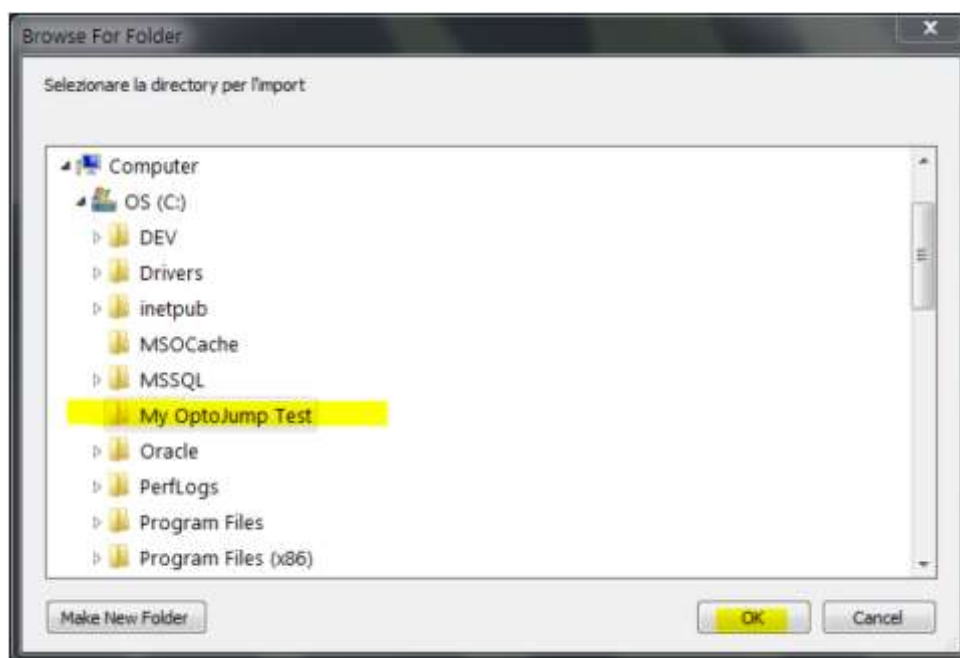 Browse For Folder
x
Selezionare la directory per l'import
Computer
OS (C:)
DEV
Drivers
inetpub
MSOCache
MSSQL
My OptoJump Test
Oracle
PerfLogs
Program Files
Program Files (x86)
Make New Folder OK Cancel